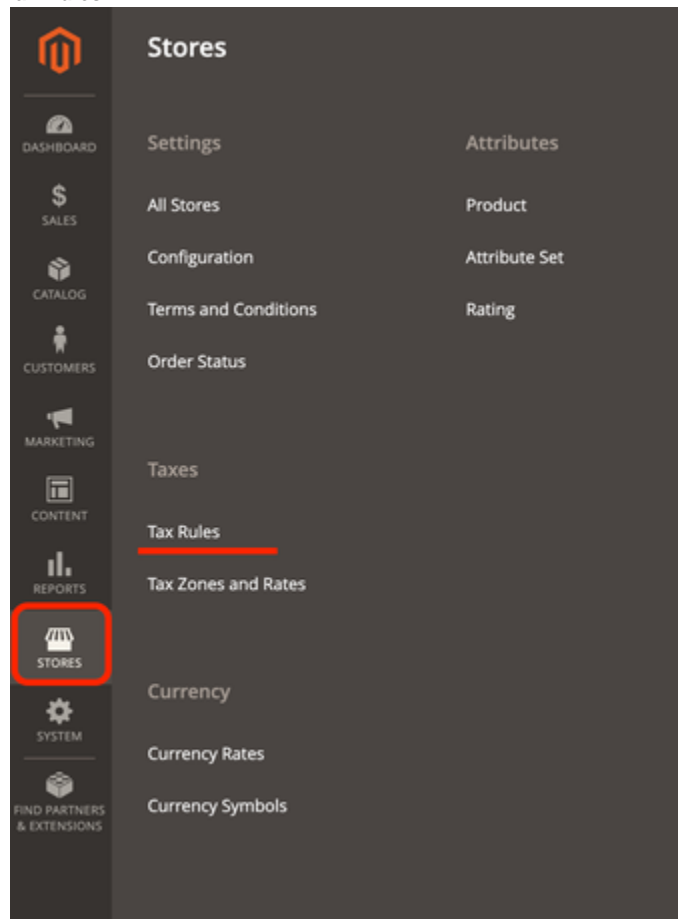 Stores
DASHBOARD
SALES
CATALOG
CUSTOMERS
MARKETING
CONTENT
REPORTS
STORES
SYSTEM
FIND PARTNERS
& EXTENSIONS
Settings
All Stores
Configuration
Terms and Conditions
Order Status
Attributes
Product
Attribute Set
Rating
Taxes
Tax Rules
Tax Zones and Rates
Currency
Currency Rates
Currency Symbols